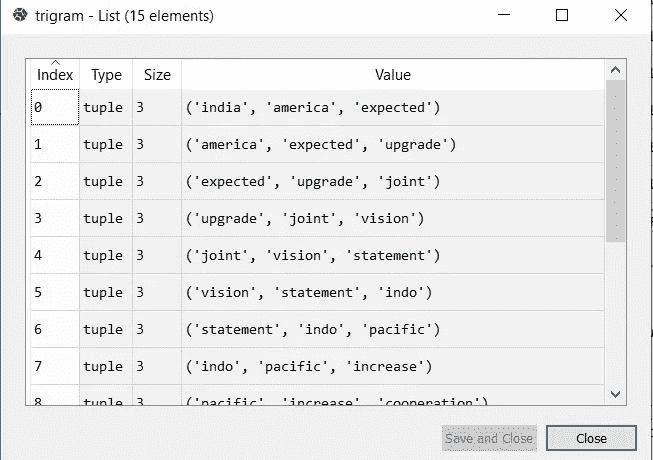 trigram - List (15 elements)
Index Type Size Value
0 tuple 3 ('india', 'america', 'expected')
1 tuple 3 ('america', 'expected', 'upgrade')
2 tuple 3 ('expected', 'upgrade', 'joint')
3 tuple 3 ('upgrade', 'joint', 'vision')
4 tuple 3 ('joint', 'vision', 'statement')
5 tuple 3 ('vision', 'statement', 'indo')
6 tuple 3 ('statement', 'indo', 'pacific')
7 tuple 3 ('indo', 'pacific', 'increase')
8 tuple 3 ('pacific', 'increase', 'cooperation')
Save and Close Close